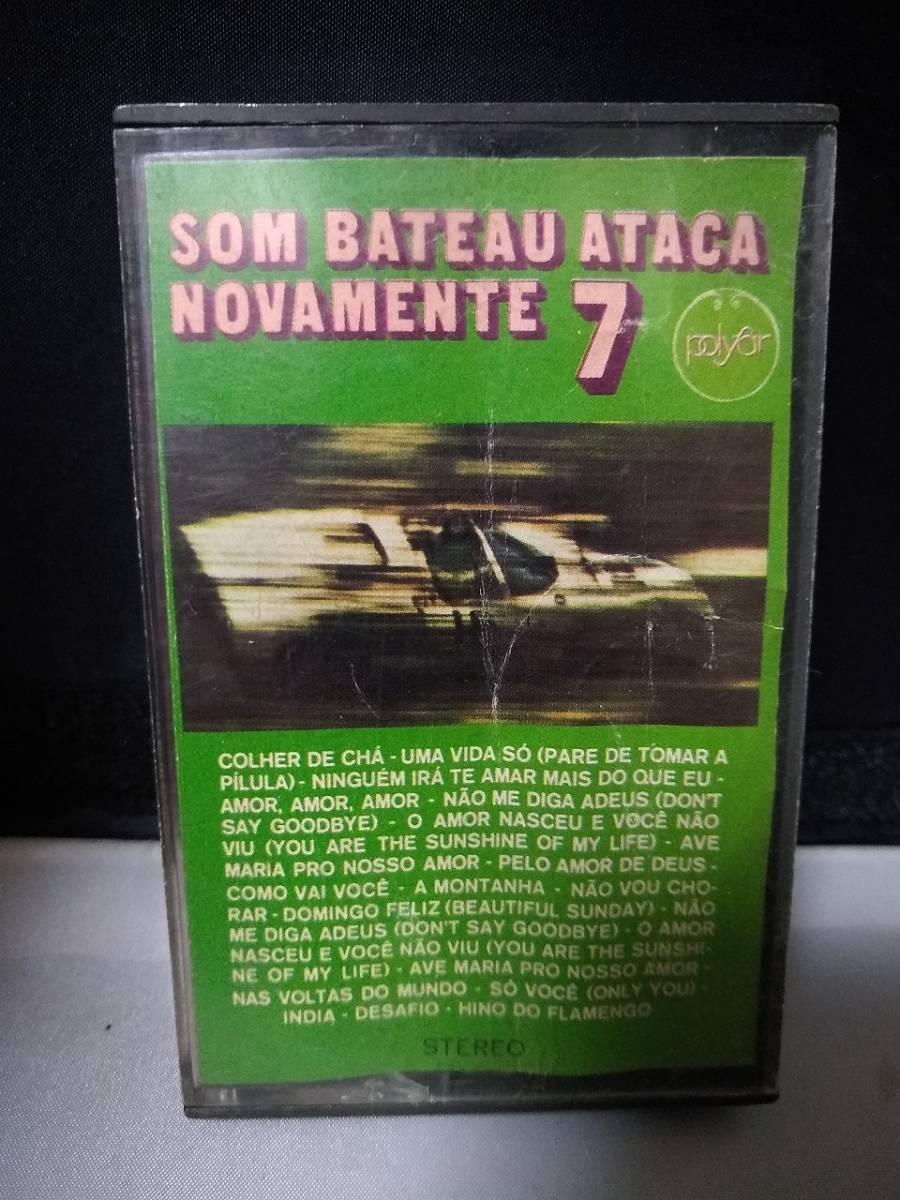 SOM BATEAU ATACA
NOVAMENTE 7
polyfar
COLHER DE CHÁ - UMA VIDA SÓ (PARE DE TOMAR A
PÍLULA) - NINGUÉM IRÁ TE AMAR MAIS DO QUE EU -
AMOR, AMOR, AMOR - NÃO ME DIGA ADEUS (DON'T
SAY GOODBYE) - O AMOR NASCEU E VOCÊ NÃO
VIU (YOU ARE THE SUNSHINE OF MY LIFE) - AVE
MARIA PRO NOSSO AMOR - PELO AMOR DE DEUS -
COMO VAI VOCÊ - A MONTANHA - NÃO VOU CHO-
RAR - DOMINGO FELIZ (BEAUTIFUL SUNDAY) - NÃO
ME DIGA ADEUS (DON'T SAY GOODBYE) - O AMOR
NASCEU E VOCÊ NÃO VIU (YOU ARE THE SUNSHI-
NE OF MY LIFE) - AVE MARIA PRO NOSSO AMOR -
NAS VOLTAS DO MUNDO - SÓ VOCÊ (ONLY YOU) -
INDIA - DESAFIO - HINO DO FLAMENGO
STEREO